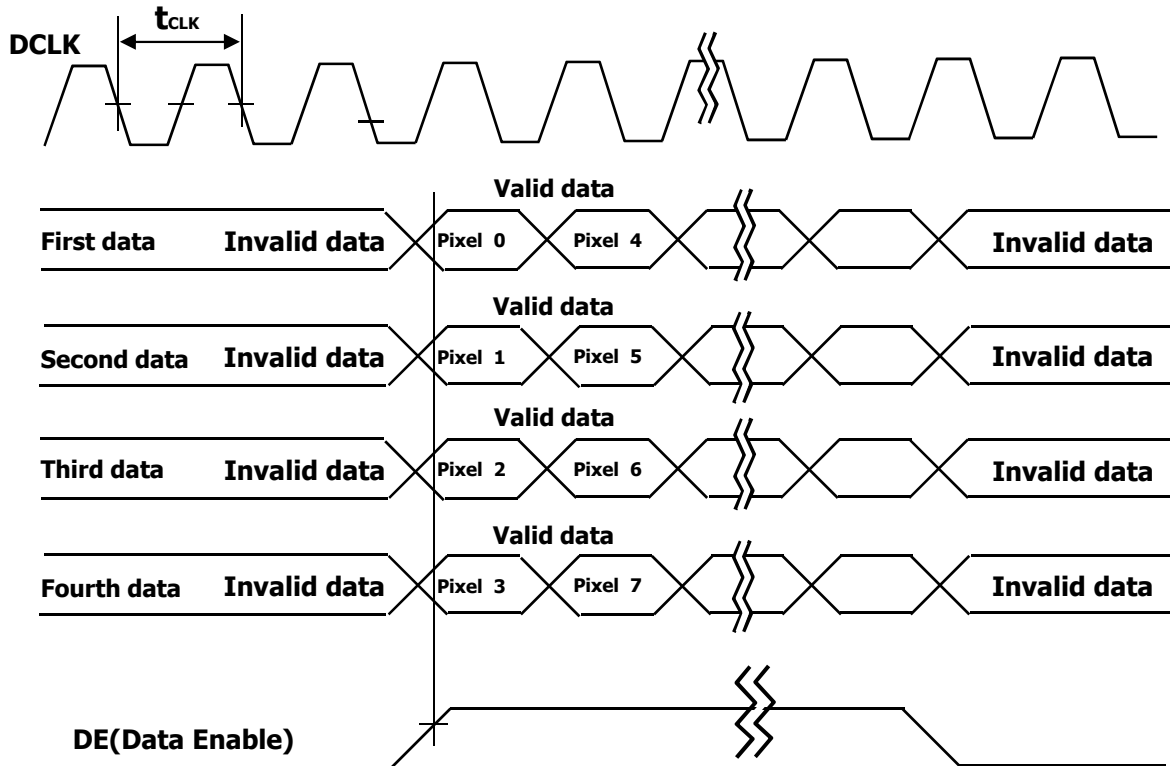 tCLK
DCLK
Valid data
First data Invalid data Pixel 0 Pixel 4 Invalid data
Valid data
Second data Invalid data Pixel 1 Pixel 5 Invalid data
Valid data
Third data Invalid data Pixel 2 Pixel 6 Invalid data
Valid data
Fourth data Invalid data Pixel 3 Pixel 7 Invalid data
DE(Data Enable)